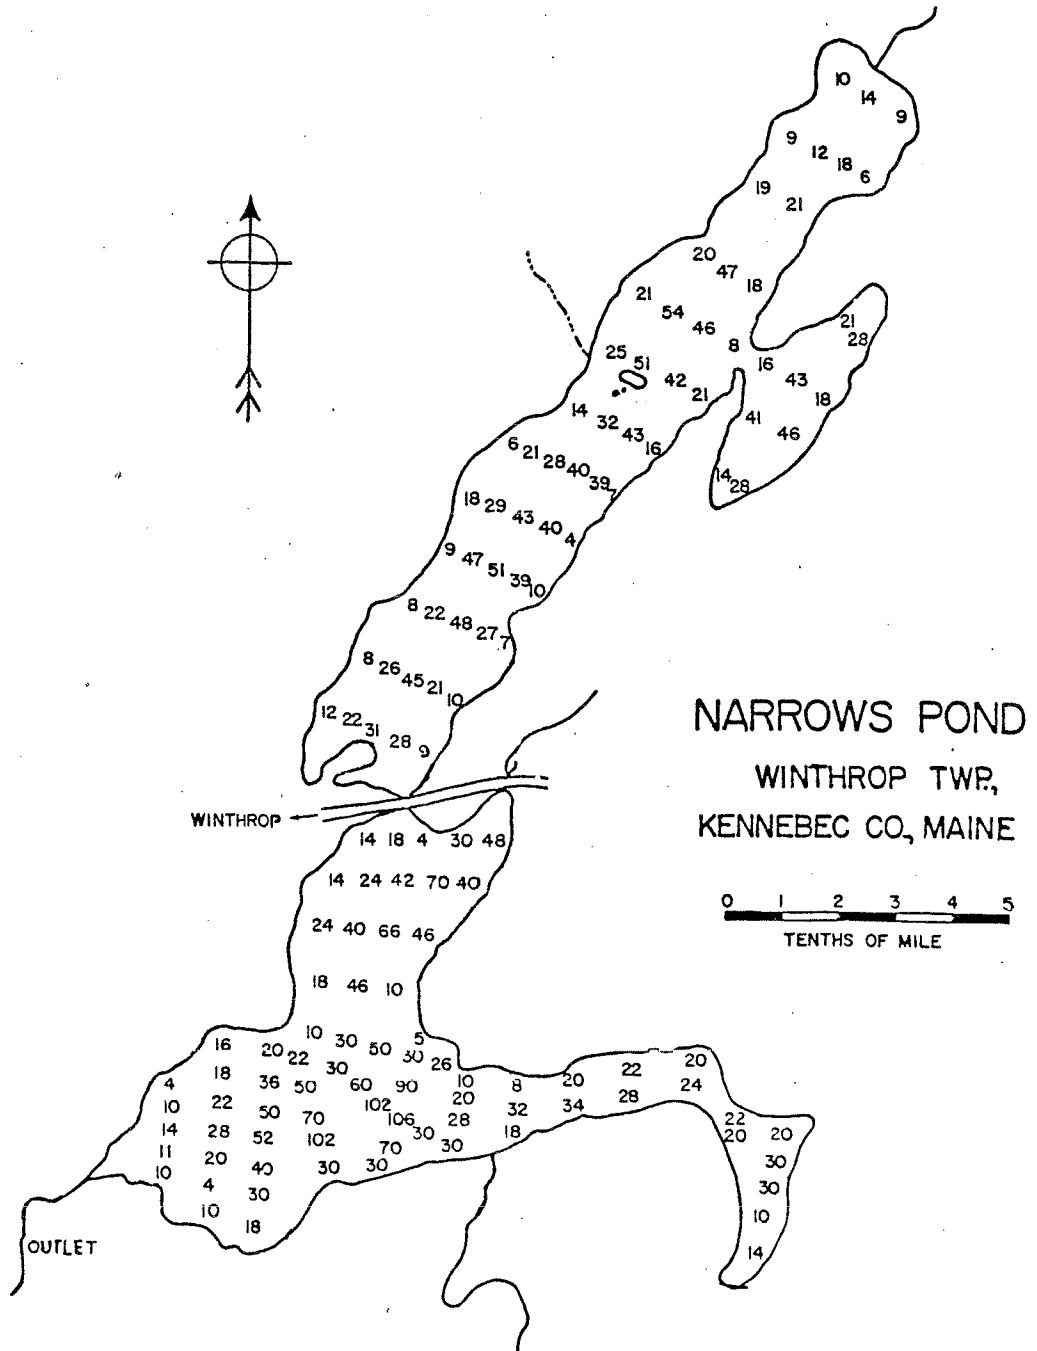 10
14
9
9
12
18
6
19
21
20
47
18
21
54
46
8
21
28
16
43
18
25
51
42
21
41
46
14
28
14
32
43
16
6 21 28 40 39 7
18 29 43 40 4
9 47 51 39 10
8 22 48 27 7
8 26 45 21 10
12 22 31 28 9
NARROWS POND
WINTHROP TWP.,
KENNEBEC CO., MAINE
WINTHROP
14 18 4 30 48
14 24 42 70 40
0 1 2 3 4 5
TENTHS OF MILE
24 40 66 46
18 46 10
10 30 50 5
16 20 22 30 30 26
18 36 50 60 90 10 8 20 22 20
4
10 22 50 70 102 106 20 28 32 34 28 24
14 28 52 102 70 30 30 18
11 20 40 30 30
10 4 30
10 18
22
20 20
30
30
10
14
OUTLET